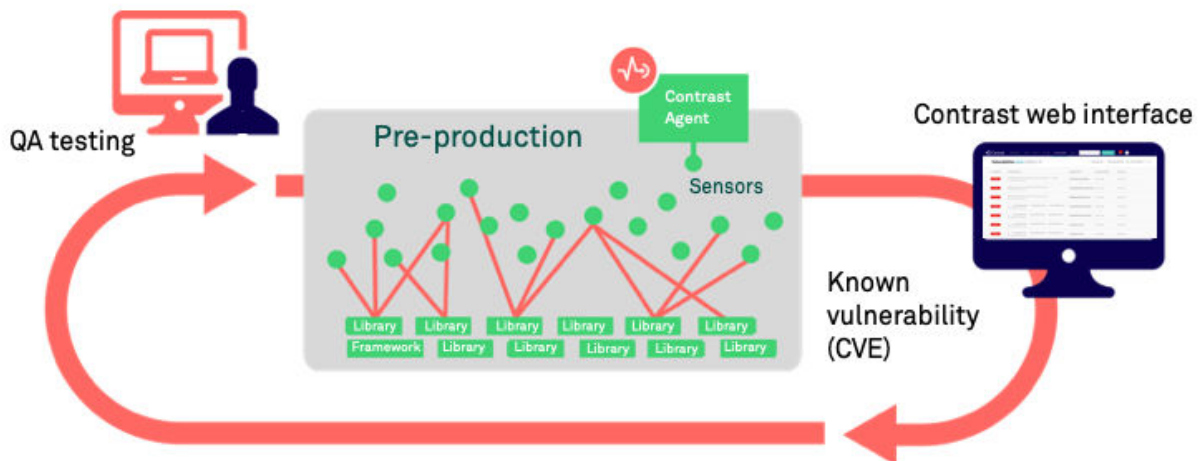 QA testing
Pre-production
Contrast
Agent
Sensors
Contrast web interface
Library
Library
Library
Library
Library
Library
Framework
Library
Library
Library
Library
Library
Known
vulnerability
(CVE)